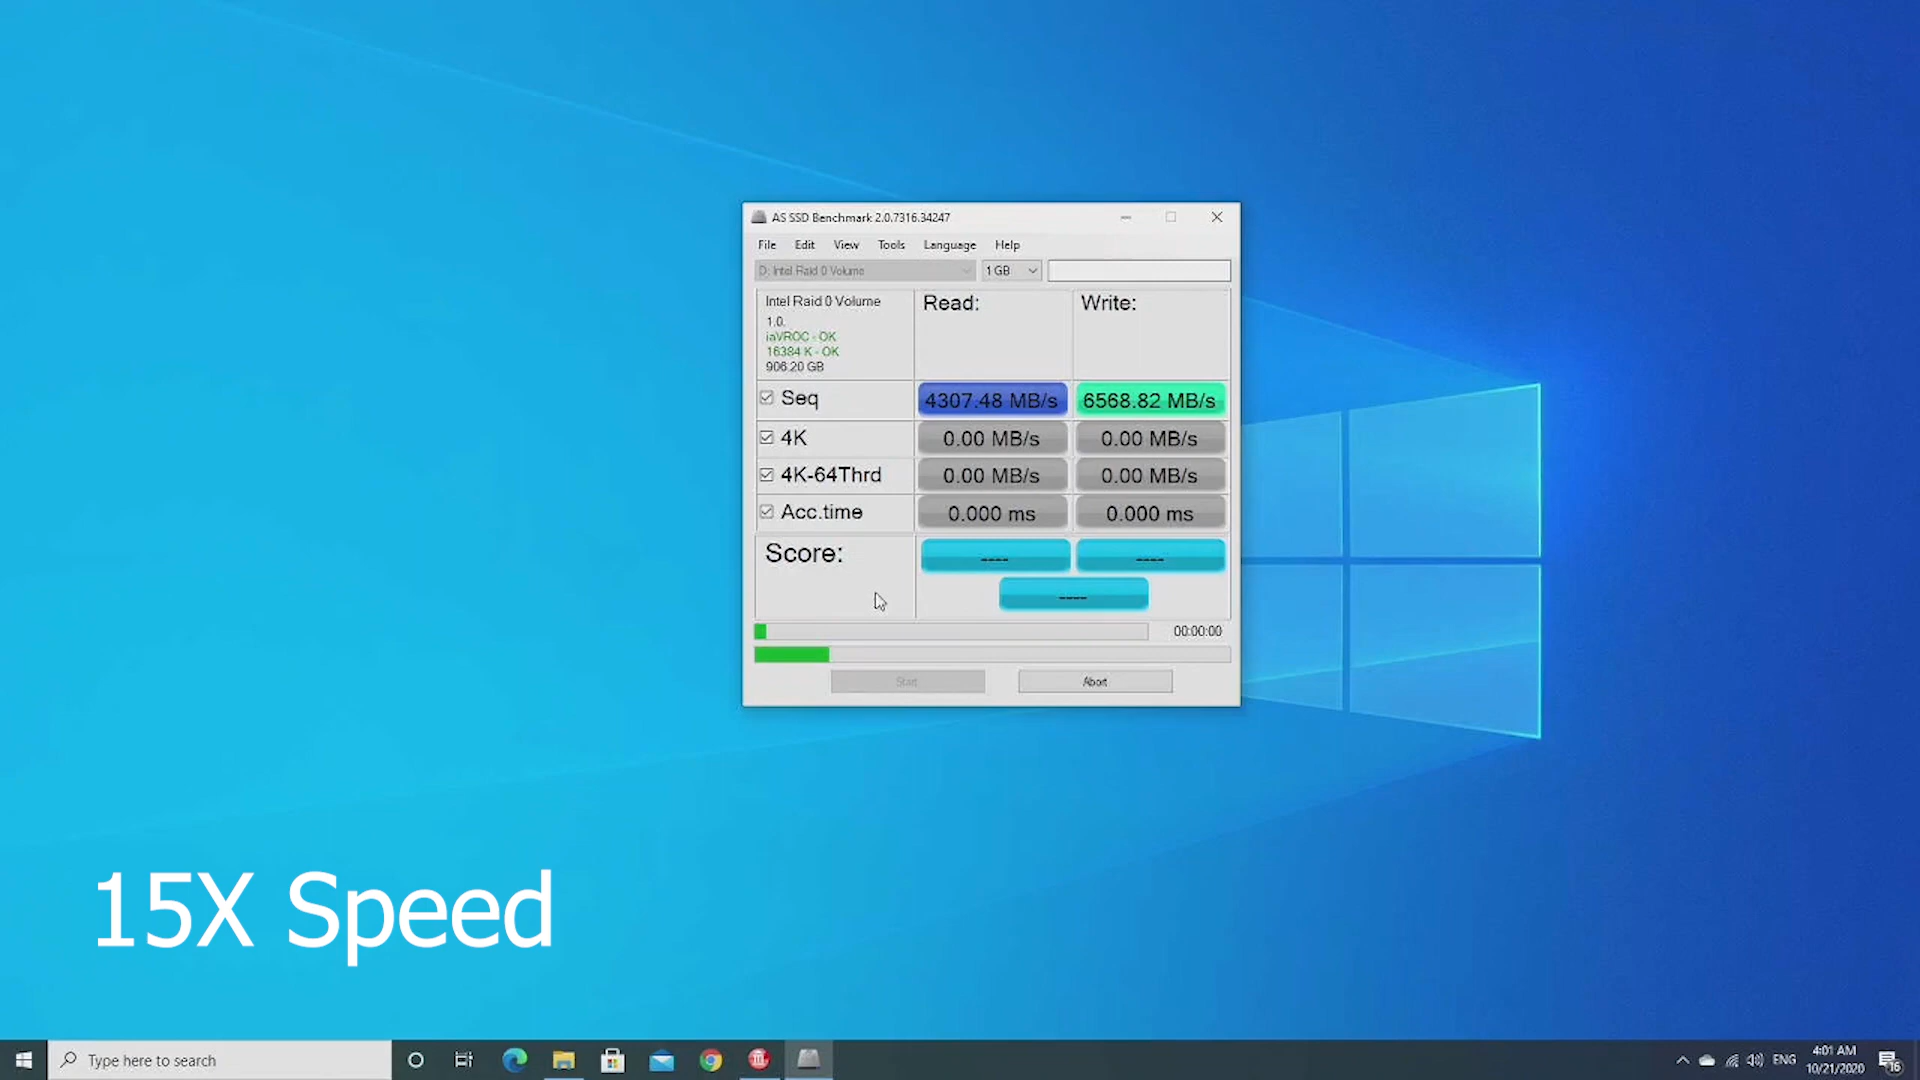 AS SSD Benchmark 2.0.7316.34247
File Edit View Tools Language Help
D: Intel Raid 0 Volume 1 GB
Intel Raid 0 Volume
1.0.
iaVROC - OK
16384 K - OK
906.20 GB
Read: Write:
Seq 4307.48 MB/s 6568.82 MB/s
4K 0.00 MB/s 0.00 MB/s
4K-64Thrd 0.00 MB/s 0.00 MB/s
Acc.time 0.000 ms 0.000 ms
Score: ---- ----
----
00:00:00
Start Abort
15X Speed
Type here to search
ENG
4:01 AM
10/21/2020
16